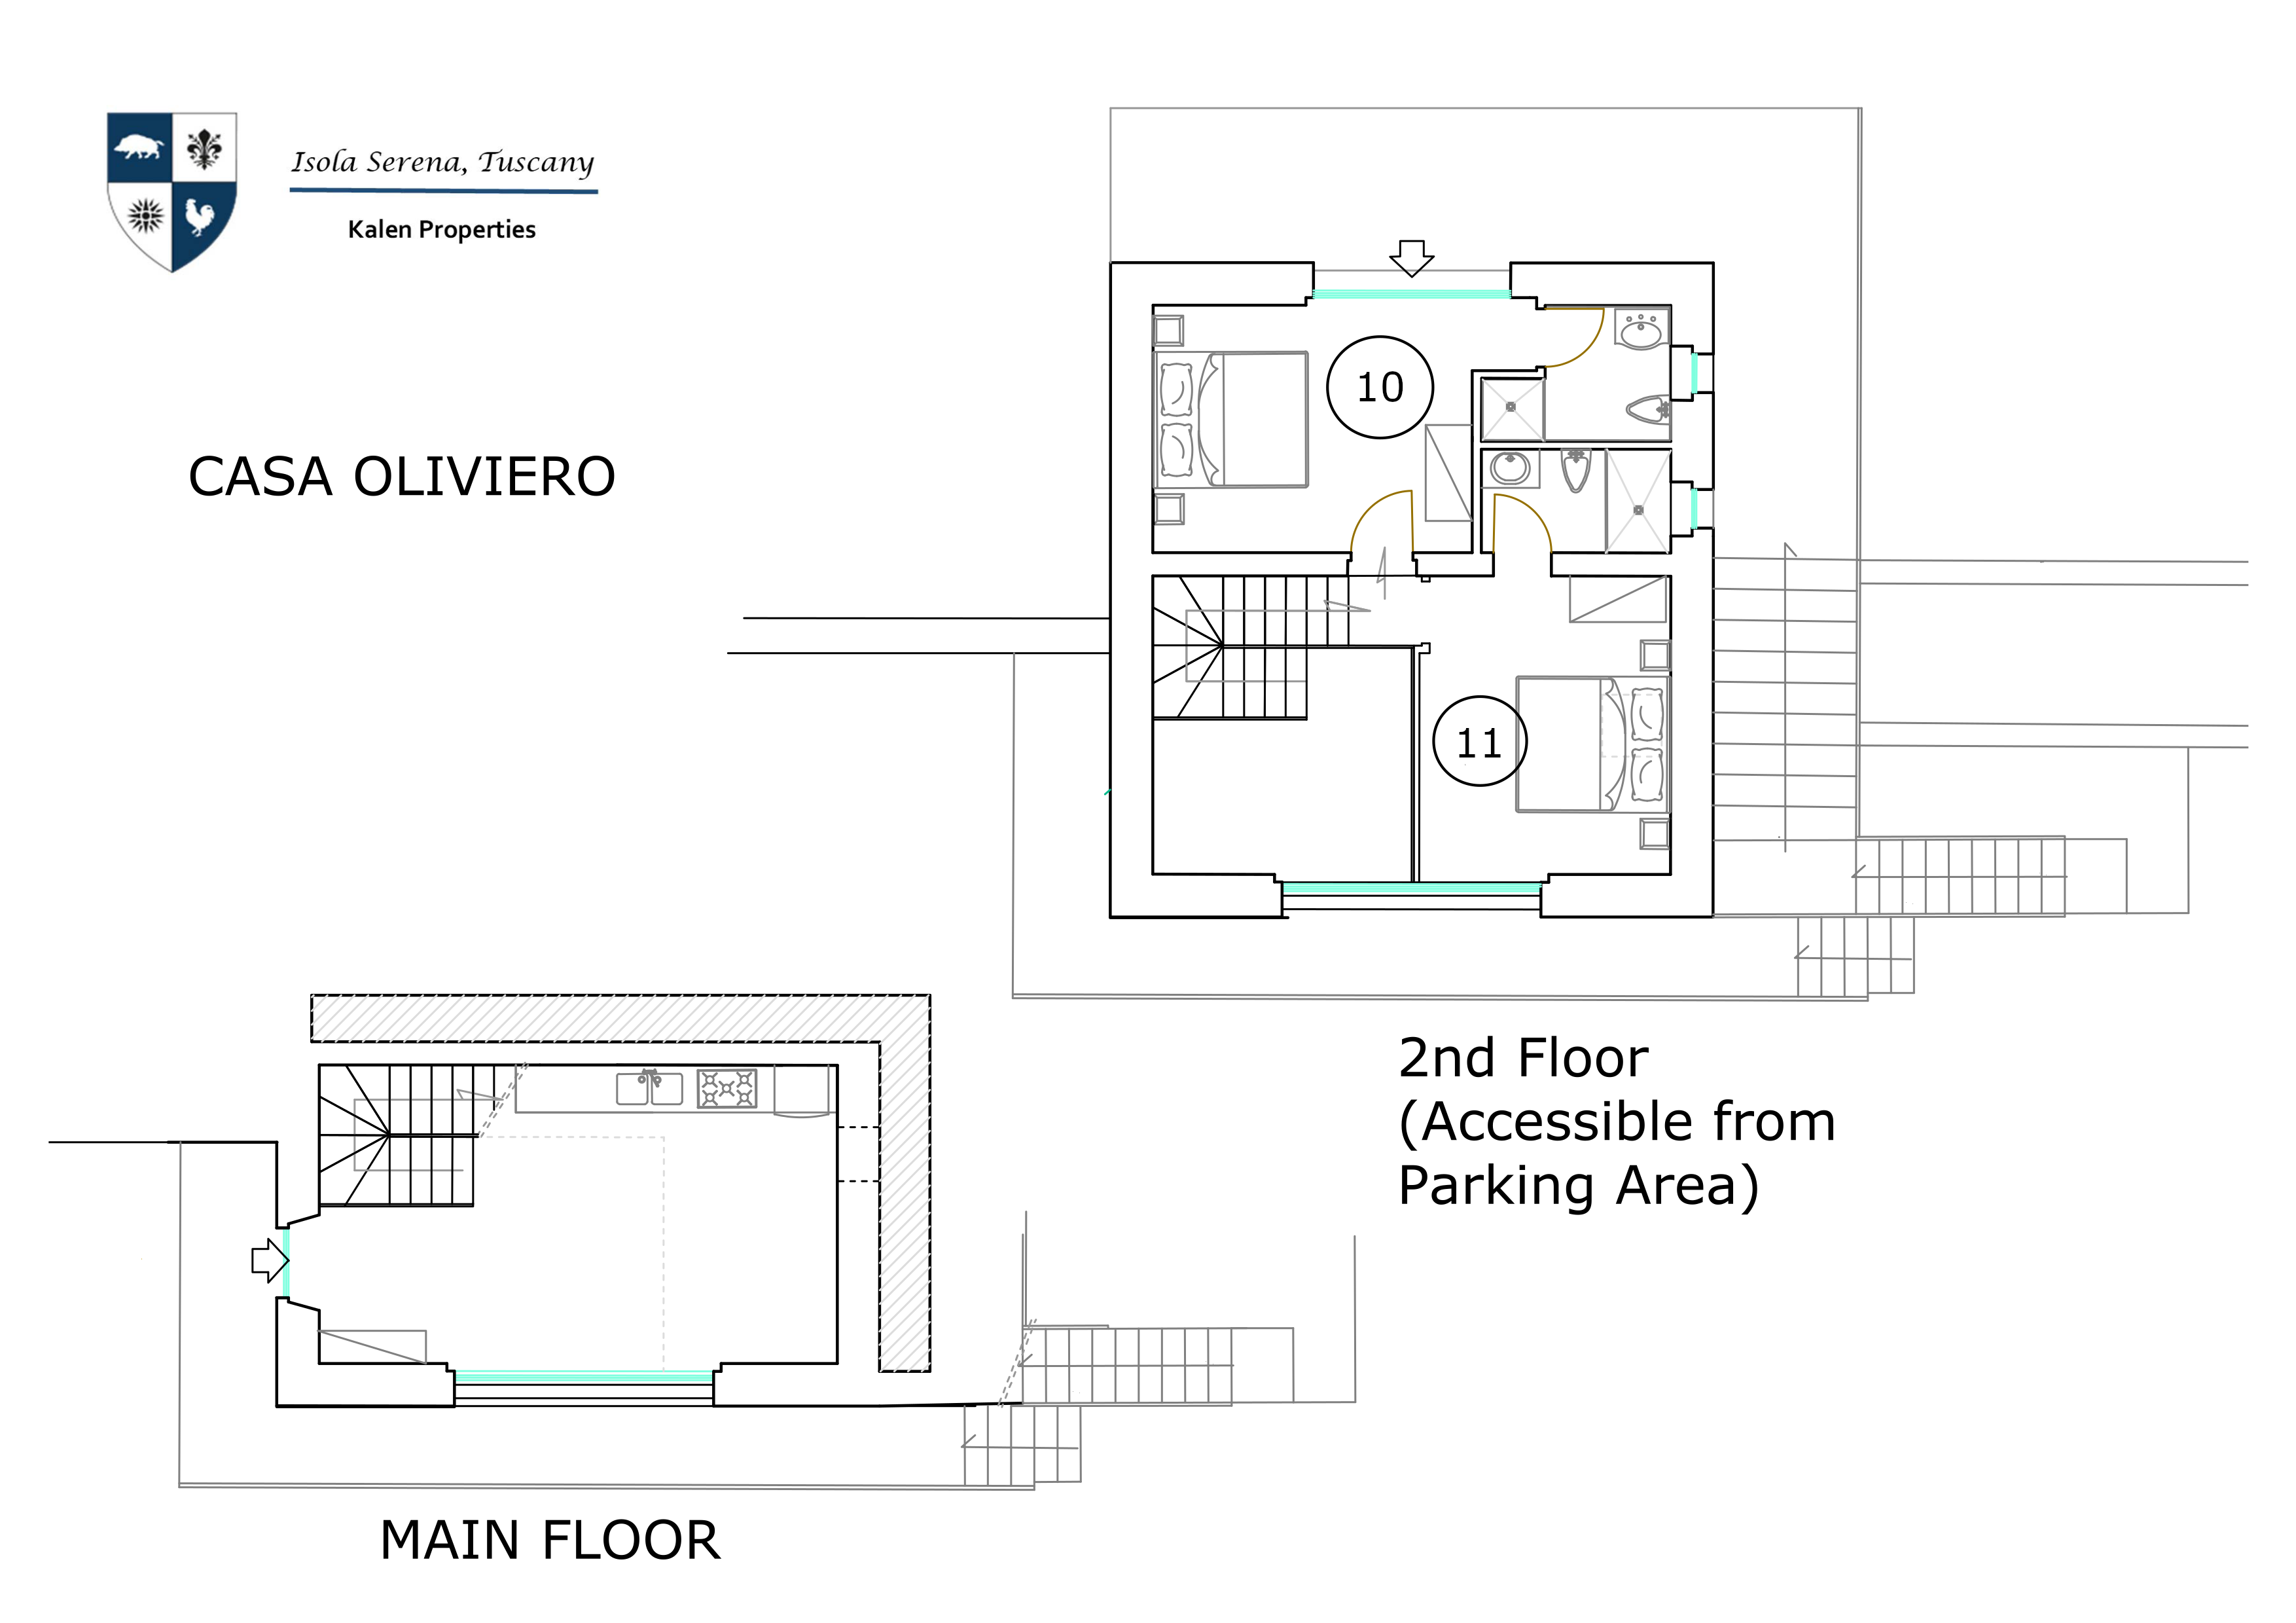 Isola Serena, Tuscany
Kalen Properties
CASA OLIVIERO
10
11
2nd Floor
(Accessible from
Parking Area)
MAIN FLOOR